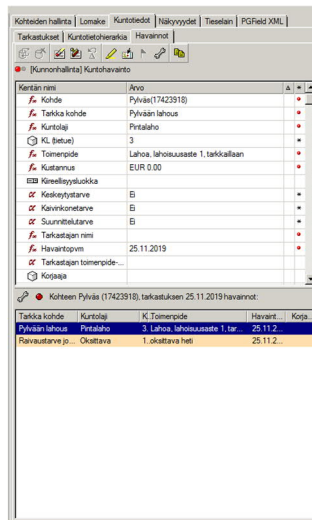 Kohteiden hallinta Lomake Kuntotiedot Näkyvyydet Tieselain PGField XML
Tarkastukset Kuntotietohierarkia Havainnot
[Kunnonhallinta] Kuntohavainto
Kentän nimi Arvo
Kohde Pylväs(17423918)
Tarkka kohde Pylvään lahous
Kuntolaji Pintalaho
KL (tietue) 3
Toimenpide Lahoa, lahoisuusaste 1, tarkkaillaan
Kustannus EUR 0.00
Kiireellisyysluokka
Keskeytystarve Ei
Kaivinkonetarve Ei
Suunnittelutarve Ei
Tarkastajan nimi
Havaintopvm 25.11.2019
Tarkastajan toimenpide-...
Korjaaja
Kohteen Pylväs (17423918), tarkastuksen 25.11.2019 havainnot:
Tarkka kohde Kuntolaji K.. Toimenpide Havaint... Korja...
Pylvään lahous Pintalaho 3. Lahoa, lahoisuusaste 1, tar... 25.11.2...
Raivaustarve jo... Oksittava 1. oksittava heti 25.11.2...